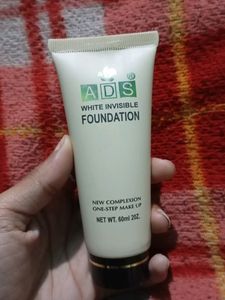 ADS®
WHITE INVISIBLE
FOUNDATION
NEW COMPLEXION
ONE-STEP MAKE UP
NET WT. 60ml 2OZ.